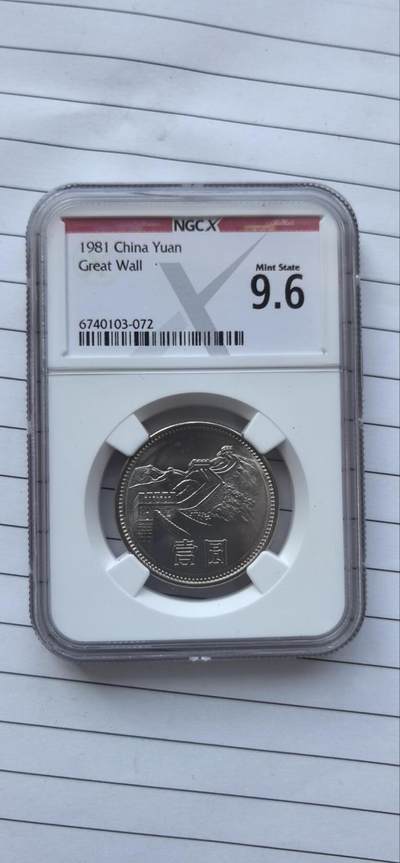 NGC X
1981 China Yuan
Great Wall
Mint State
9.6
6740103-072
壹圆